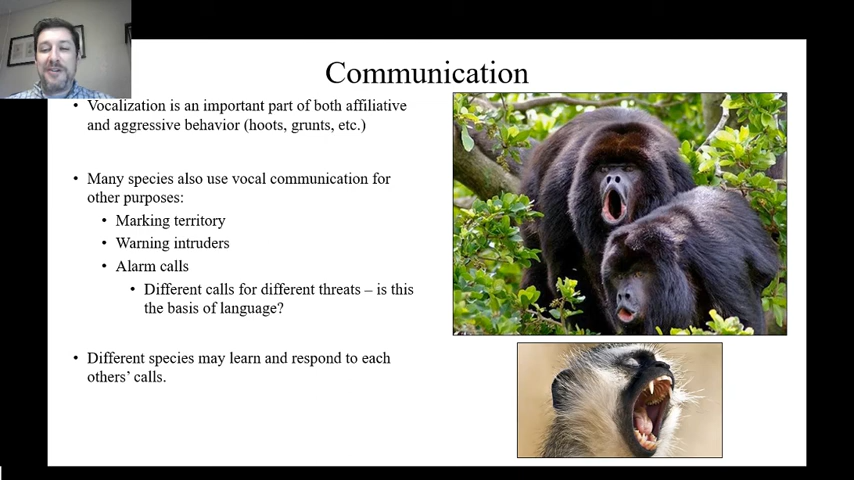 Communication
• Vocalization is an important part of both affiliative
and aggressive behavior (hoots, grunts, etc.)
• Many species also use vocal communication for
other purposes:
• Marking territory
• Warning intruders
• Alarm calls
• Different calls for different threats – is this
the basis of language?
• Different species may learn and respond to each
others’ calls.